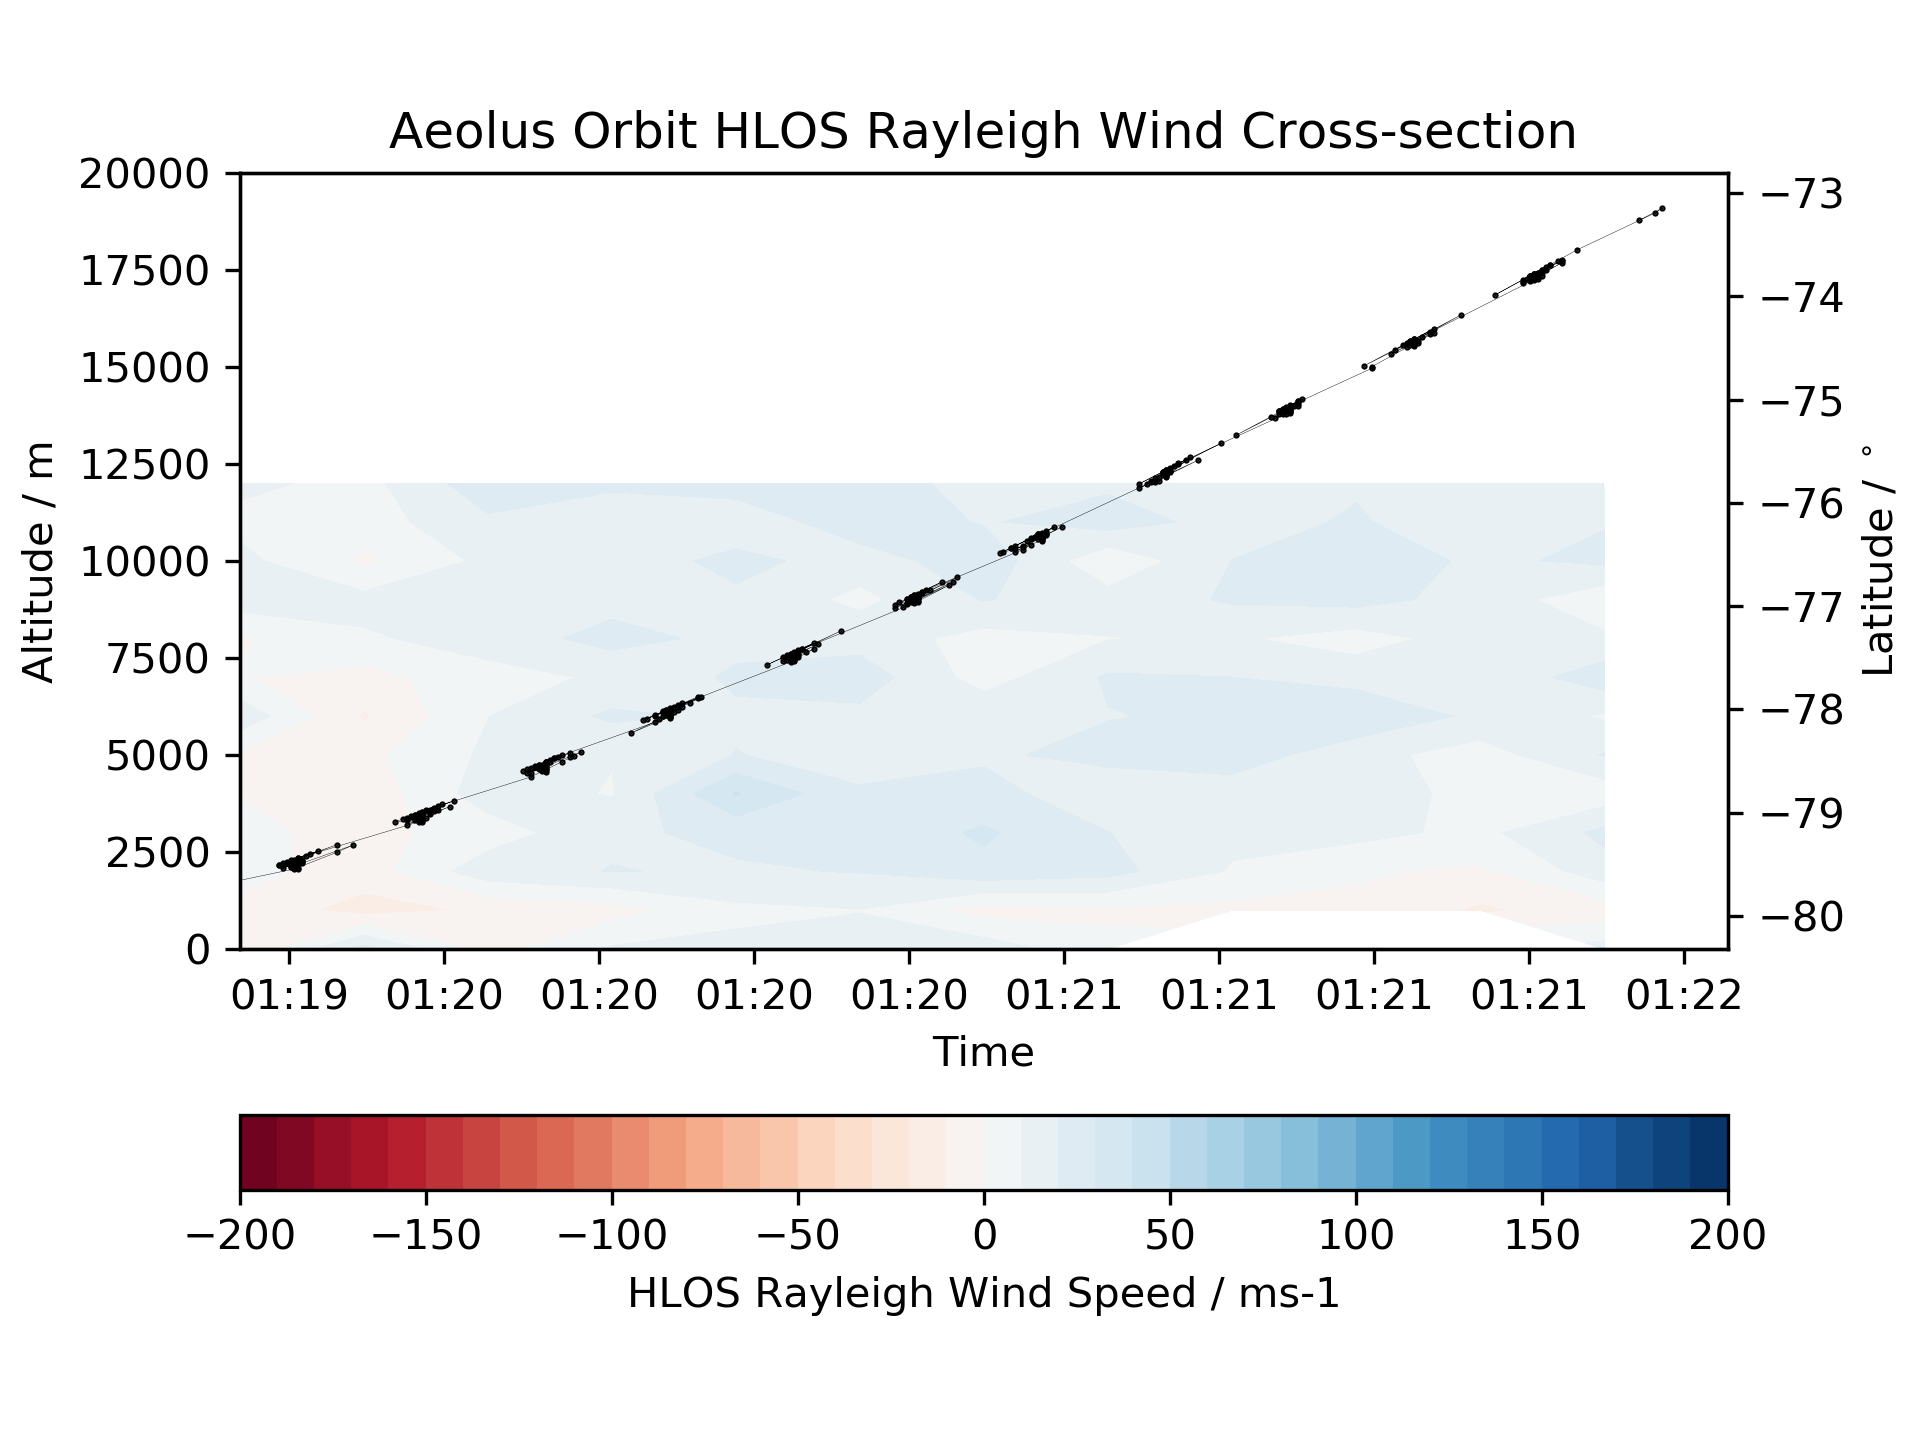 Aeolus Orbit HLOS Rayleigh Wind Cross-section
20000
17500
15000
12500
10000
7500
5000
2500
0
Altitude / m
−73
−74
−75
−76
−77
−78
−79
−80
Latitude / °
01:19 01:20 01:20 01:20 01:20 01:21 01:21 01:21 01:21 01:22
Time
−200 −150 −100 −50 0 50 100 150 200
HLOS Rayleigh Wind Speed / ms-1